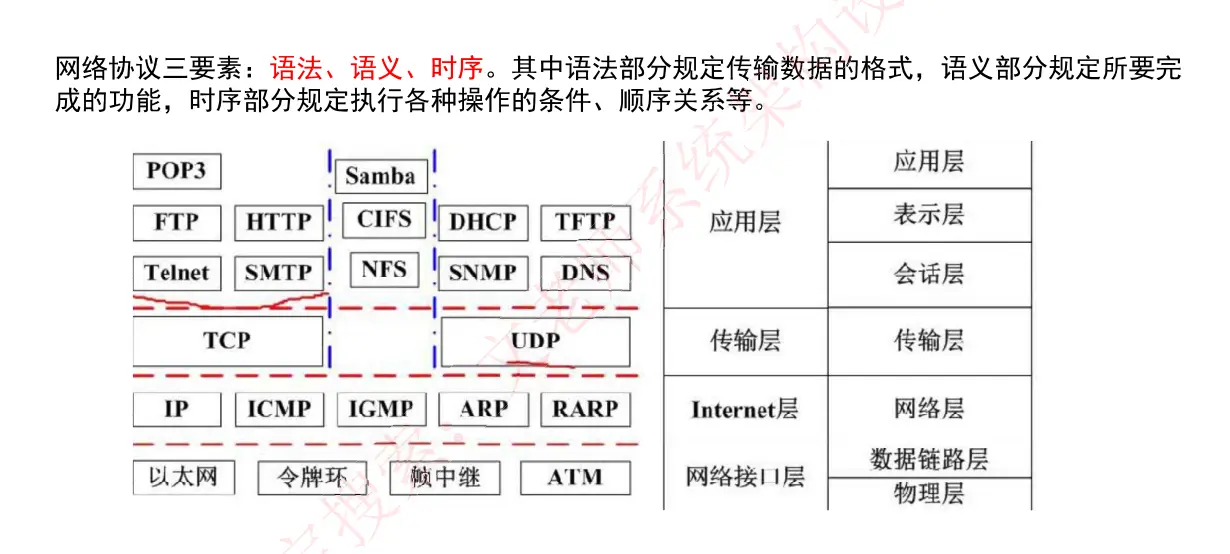 网络协议三要素：语法、语义、时序。其中语法部分规定传输数据的格式，语义部分规定所要完
成的功能，时序部分规定执行各种操作的条件、顺序关系等。
POP3 Samba
FTP HTTP CIFS DHCP TFTP
Telnet SMTP NFS SNMP DNS
TCP UDP
IP ICMP IGMP ARP RARP
以太网 令牌环 帧中继 ATM
应用层
应用层 表示层
会话层
传输层 传输层
Internet层 网络层
网络接口层 数据链路层
物理层